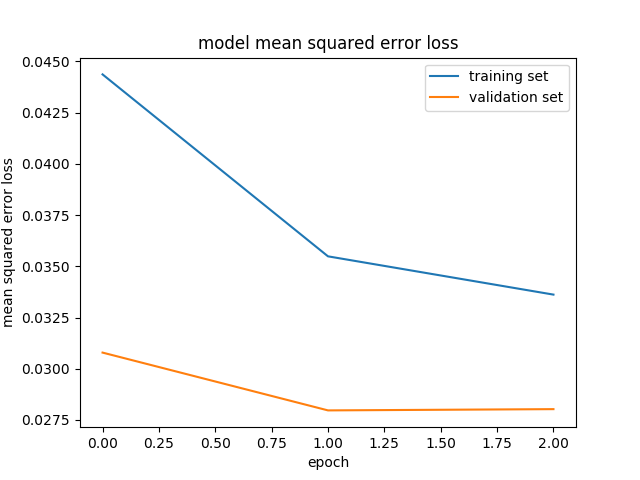 model mean squared error loss
training set
validation set
mean squared error loss
0.0450
0.0425
0.0400
0.0375
0.0350
0.0325
0.0300
0.0275
0.00 0.25 0.50 0.75 1.00 1.25 1.50 1.75 2.00
epoch